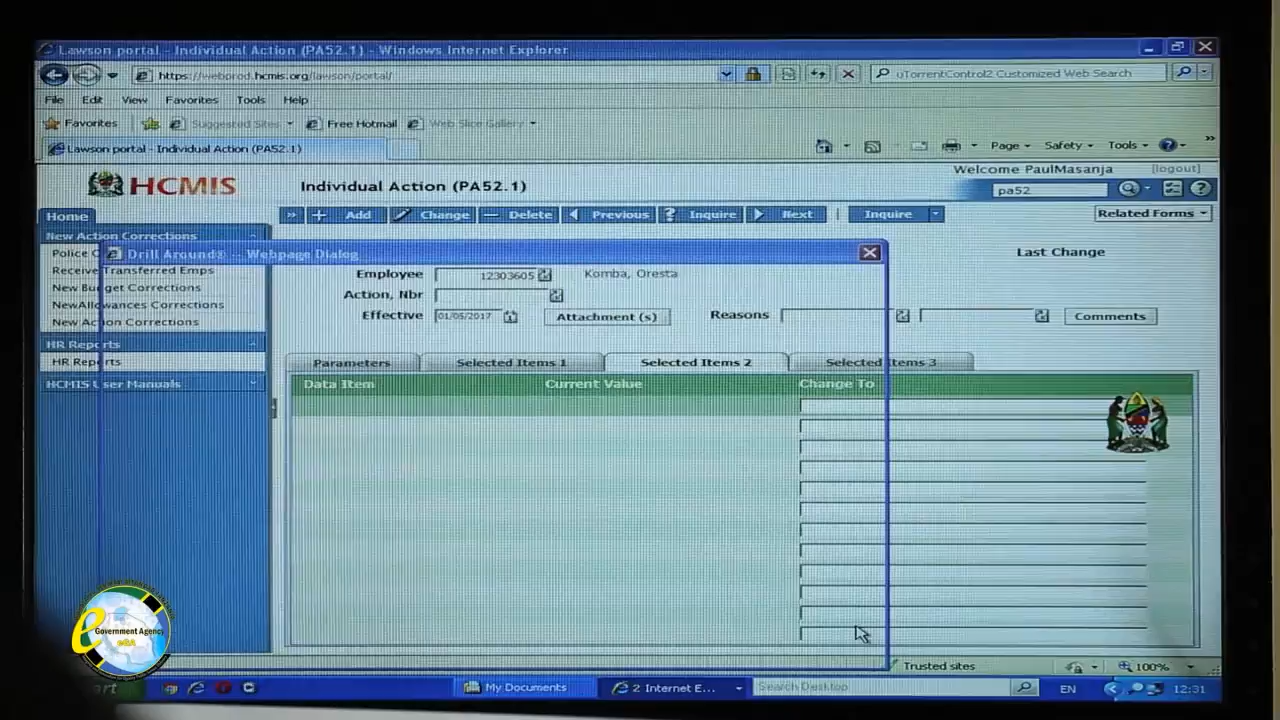 Lawson portal - Individual Action (PA52.1) - Windows Internet Explorer
https://webprod.hcmis.org/lawson/portal/
uTorrentControl2 Customized Web Search
File Edit View Favorites Tools Help
Favorites Suggested Sites Free Hotmail Web Slice Gallery
Lawson portal - Individual Action (PA52.1)
Page Safety Tools
Welcome PaulMasanja [logout]
HCMIS Individual Action (PA52.1) pa52
Home
>> + Add Change — Delete Previous ? Inquire Next Inquire Related Forms
New Action Corrections
Police C
Drill Around® -- Webpage Dialog
Last Change
Receive Transferred Emps
Employee 12303605 Komba, Oresta
New Budget Corrections
Action, Nbr
NewAllowances Corrections
Effective 01/05/2017 Attachment (s) Reasons Comments
New Action Corrections
HR Reports
HR Reports
Parameters Selected Items 1 Selected Items 2 Selected Items 3
HCMIS User Manuals
Data Item Current Value Change To
e Government Agency
eGA
Trusted sites 100%
My Documents 2 Internet E... Search Desktop EN 12:31